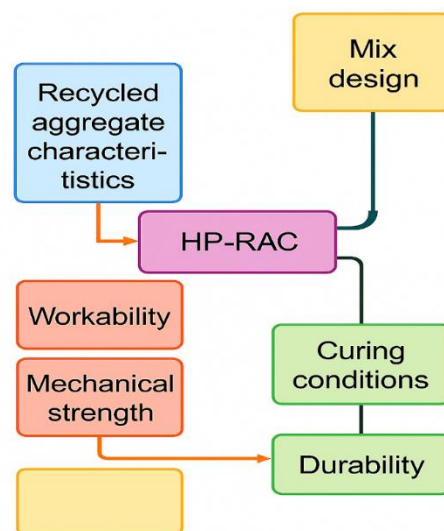 Mix
design
Recycled
aggregate
characteri-
tistics
HP-RAC
Workability
Curing
conditions
Mechanical
strength
Durability